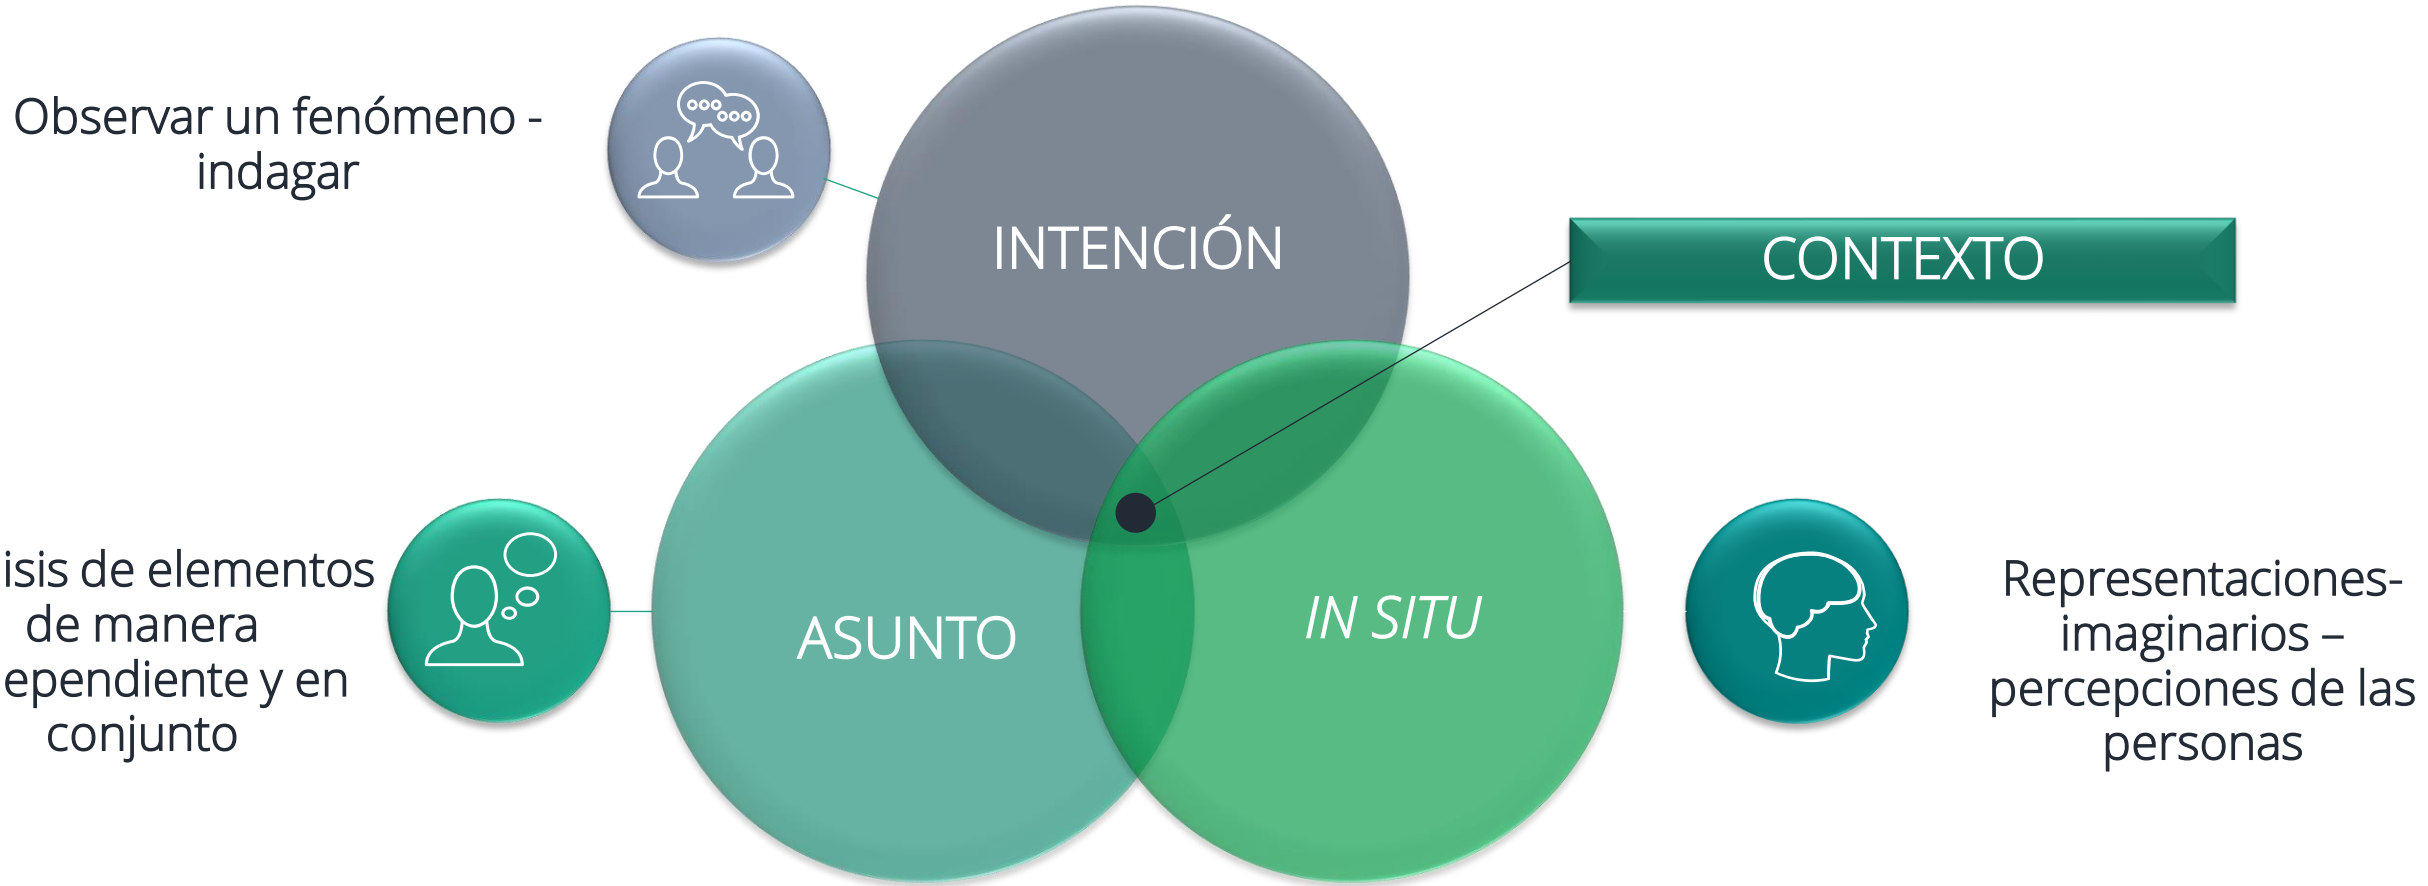 Observar un fenómeno -
indagar
INTENCIÓN
CONTEXTO
isis de elementos
de manera
ependiente y en
conjunto
ASUNTO
IN SITU
Representaciones-
imaginarios –
percepciones de las
personas